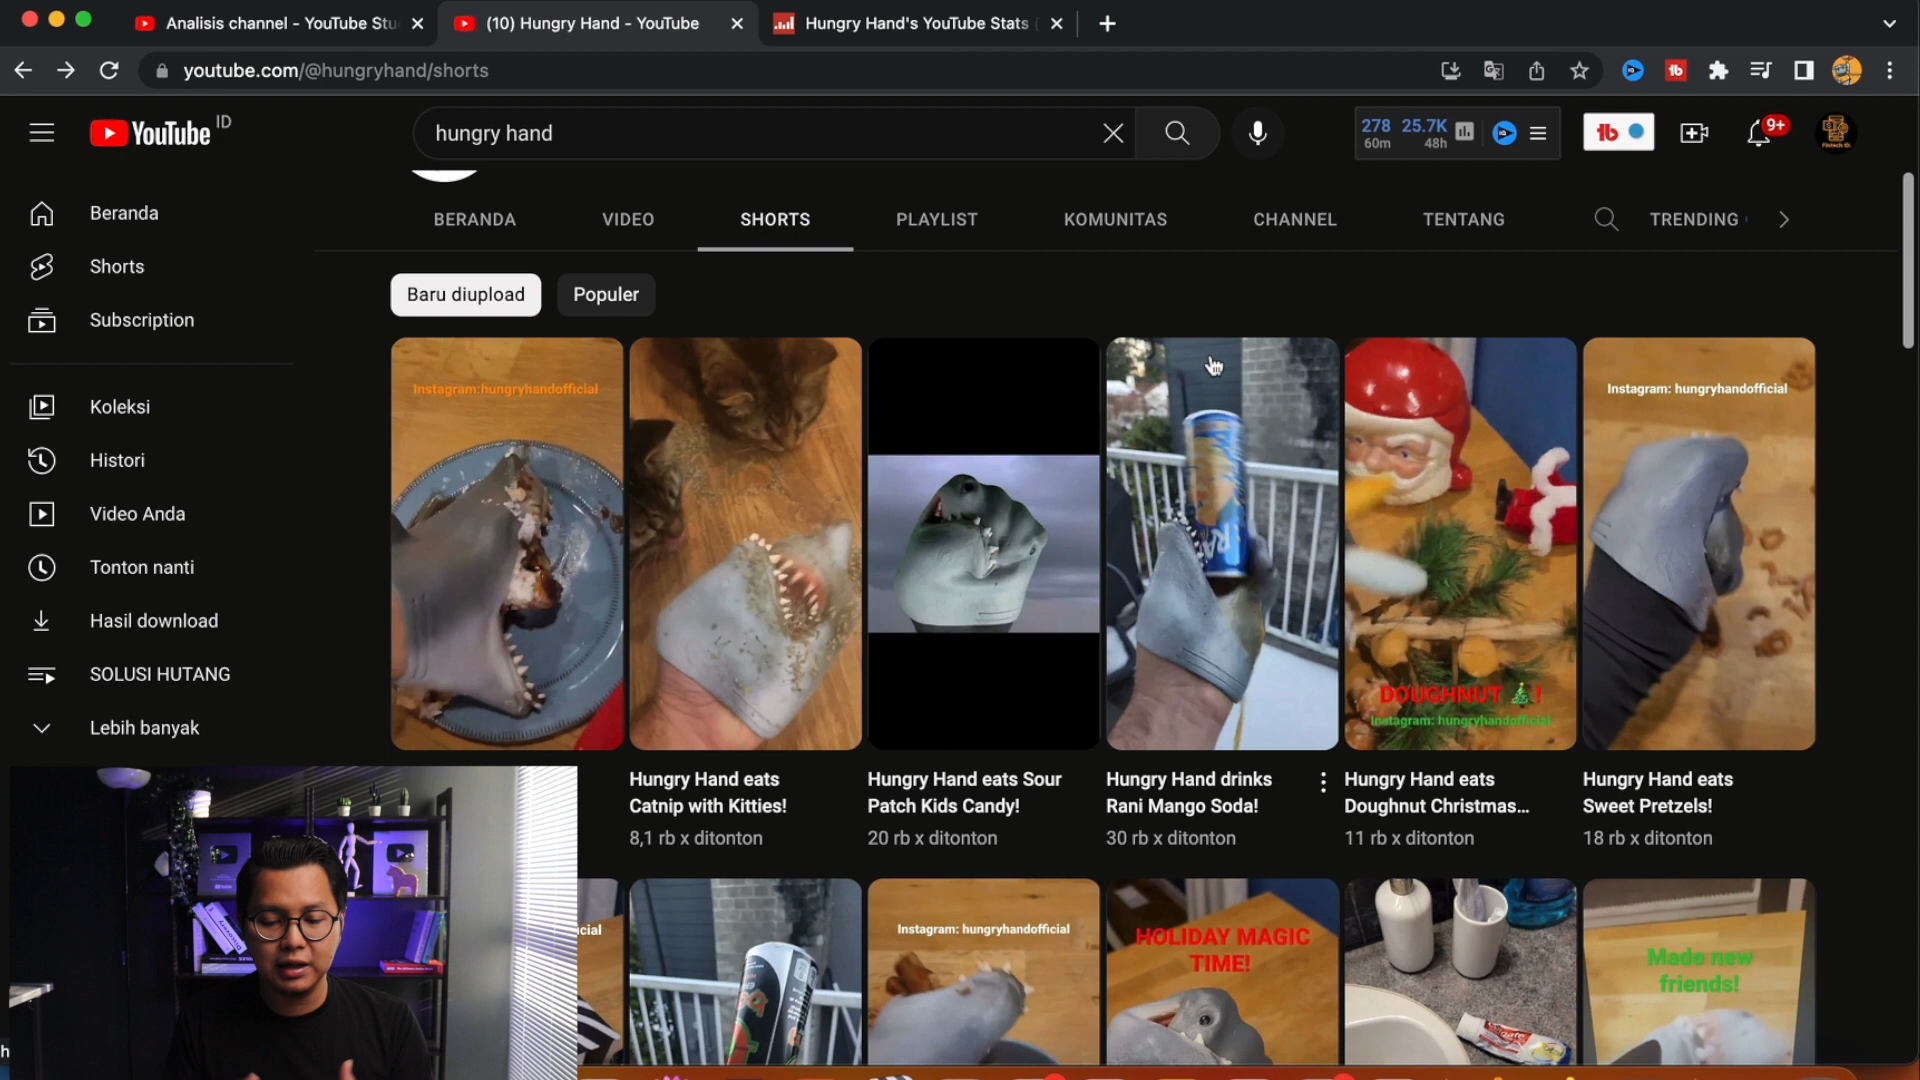 Analisis channel - YouTube Stu
(10) Hungry Hand - YouTube
Hungry Hand's YouTube Stats (
youtube.com/@hungryhand/shorts
YouTube ID
hungry hand
278 25.7K
60m 48h
9+
BERANDA VIDEO SHORTS PLAYLIST KOMUNITAS CHANNEL TENTANG TRENDING
Beranda
Shorts
Subscription
Koleksi
Histori
Video Anda
Tonton nanti
Hasil download
SOLUSI HUTANG
Lebih banyak
Baru diupload Populer
Instagram:hungryhandofficial
DOUGHNUT 🎄!
Instagram: hungryhandofficial
Instagram: hungryhandofficial
Hungry Hand eats
Catnip with Kitties!
8,1 rb x ditonton
Hungry Hand eats Sour
Patch Kids Candy!
20 rb x ditonton
Hungry Hand drinks
Rani Mango Soda!
30 rb x ditonton
Hungry Hand eats
Doughnut Christmas...
11 rb x ditonton
Hungry Hand eats
Sweet Pretzels!
18 rb x ditonton
icial
Instagram: hungryhandofficial
HOLIDAY MAGIC
TIME!
Colgate
Made new
friends!